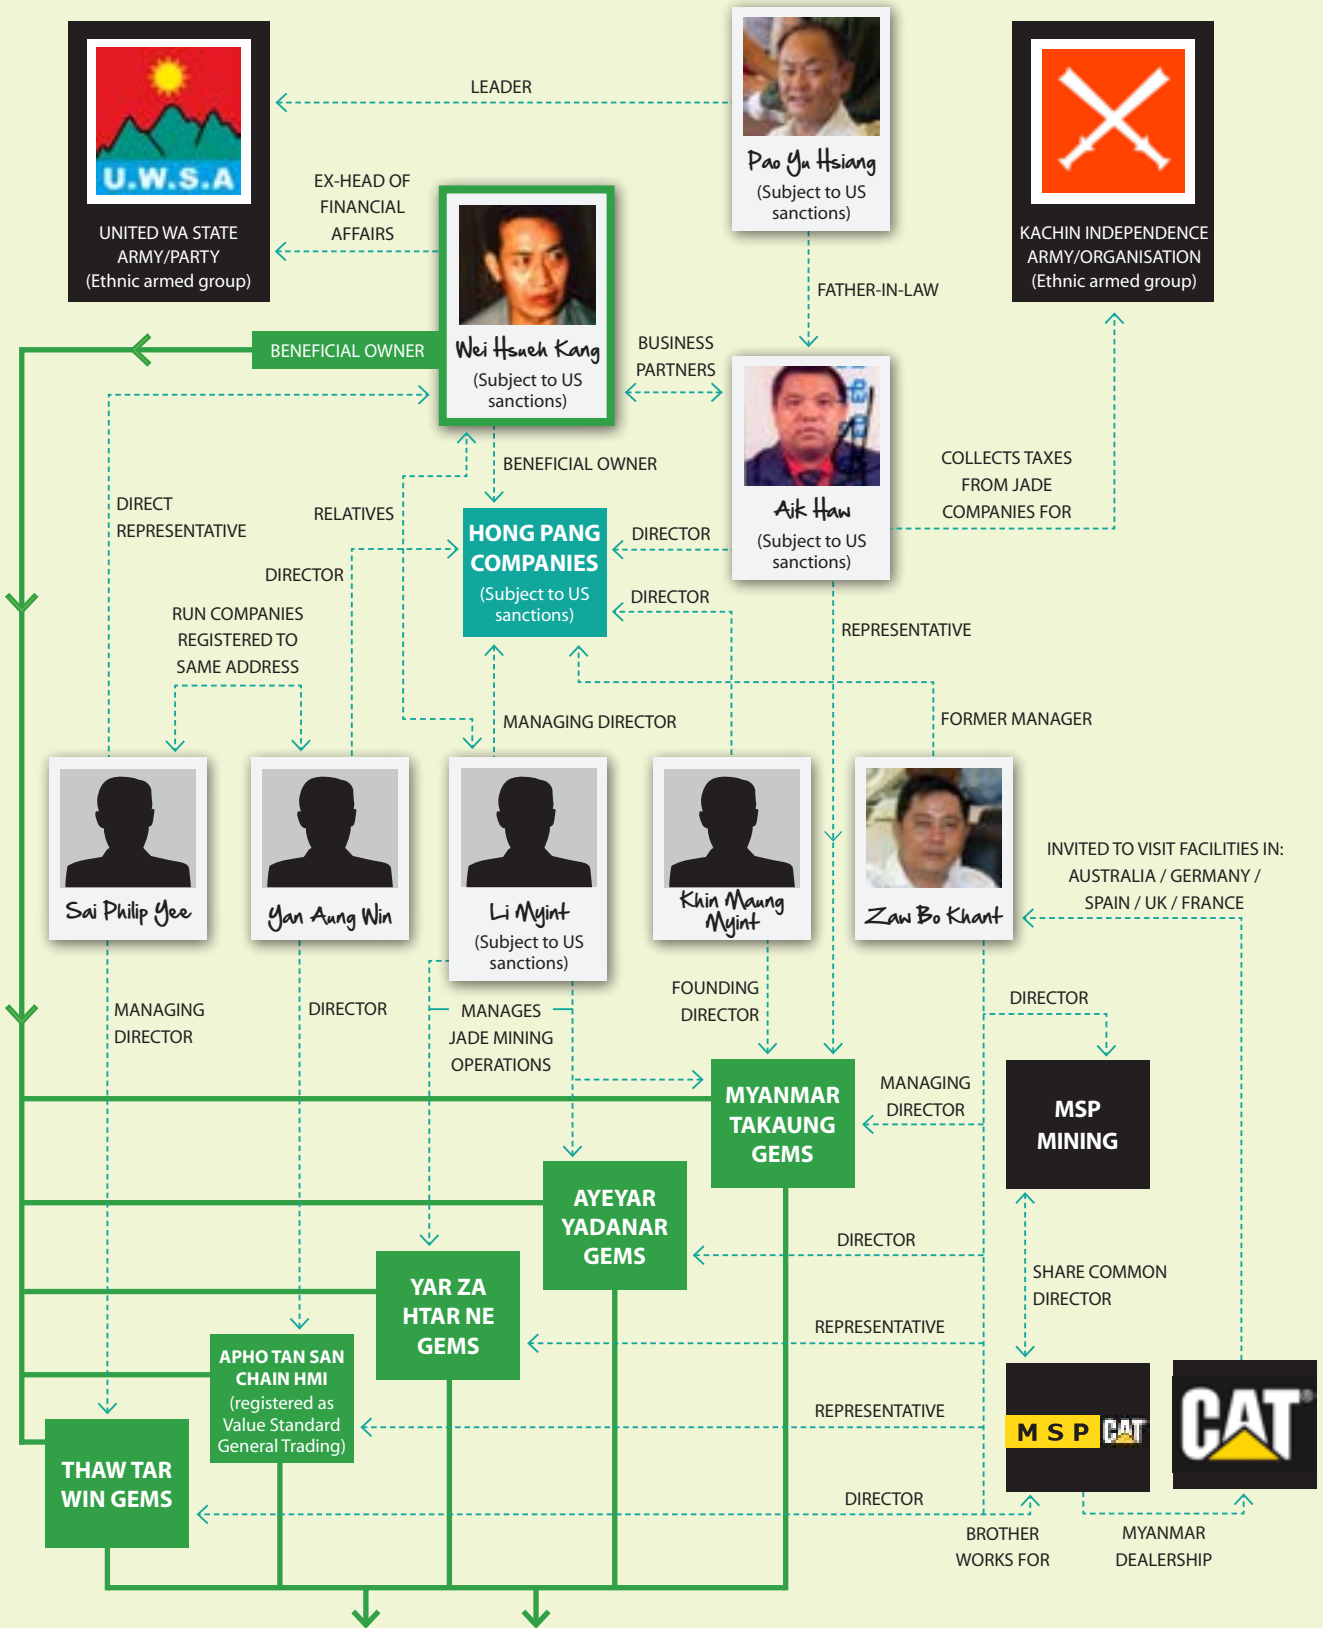 U.W.S.A
UNITED WA STATE
ARMY/PARTY
(Ethnic armed group)
LEADER
Pao Yu Hsiang
(Subject to US
sanctions)
KACHIN INDEPENDENCE
ARMY/ORGANISATION
(Ethnic armed group)
EX-HEAD OF
FINANCIAL
AFFAIRS
FATHER-IN-LAW
BENEFICIAL OWNER
Wei Hsueh Kang
(Subject to US
sanctions)
BUSINESS
PARTNERS
Aik Haw
(Subject to US
sanctions)
COLLECTS TAXES
FROM JADE
COMPANIES FOR
BENEFICIAL OWNER
DIRECT
REPRESENTATIVE
RELATIVES
DIRECTOR
HONG PANG
COMPANIES
(Subject to US
sanctions)
DIRECTOR
DIRECTOR
REPRESENTATIVE
RUN COMPANIES
REGISTERED TO
SAME ADDRESS
MANAGING DIRECTOR
FORMER MANAGER
Sai Philip Yee
Yan Aung Win
Li Myint
(Subject to US
sanctions)
Khin Maung
Myint
Zaw Bo Khant
INVITED TO VISIT FACILITIES IN:
AUSTRALIA / GERMANY /
SPAIN / UK / FRANCE
MANAGING
DIRECTOR
DIRECTOR
MANAGES
JADE MINING
OPERATIONS
FOUNDING
DIRECTOR
DIRECTOR
MYANMAR
TAKAUNG
GEMS
MANAGING
DIRECTOR
MSP
MINING
AYEYAR
YADANAR
GEMS
DIRECTOR
SHARE COMMON
DIRECTOR
YAR ZA
HTAR NE
GEMS
REPRESENTATIVE
APHO TAN SAN
CHAIN HMI
(registered as
Value Standard
General Trading)
REPRESENTATIVE
MSP CAT
CAT®
THAW TAR
WIN GEMS
DIRECTOR
BROTHER
WORKS FOR
MYANMAR
DEALERSHIP